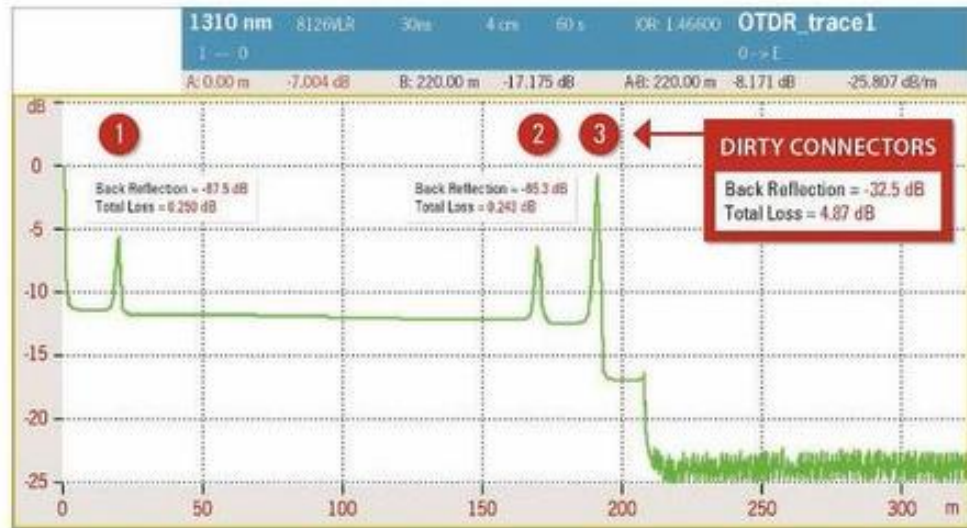 1310 nm 8126VLR 30ns 4 cm 60 s IOR: 1.46600 OTDR_trace1
1 — 0 0->E
A: 0.00 m -7.004 dB B: 220.00 m -17.175 dB A-B: 220.00 m -8.171 dB -25.807 dB/m
dB
1 2 3
DIRTY CONNECTORS
Back Reflection = -67.5 dB
Total Loss = 0.250 dB
Back Reflection = -65.3 dB
Total Loss = 0.243 dB
Back Reflection = -32.5 dB
Total Loss = 4.87 dB
0
-5
-10
-15
-20
-25
0 50 100 150 200 250 300 m